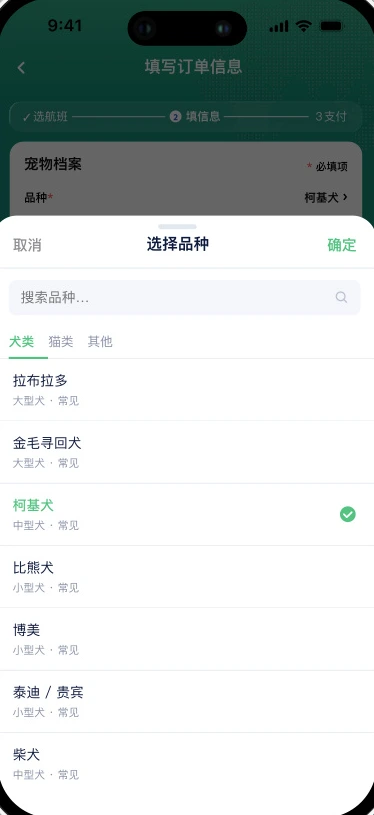 9:41
填写订单信息
✓选航班 2 填信息 3支付
宠物档案 * 必填项
品种* 柯基犬 ›
取消 选择品种 确定
搜索品种...
犬类 猫类 其他
拉布拉多
大型犬 · 常见
金毛寻回犬
大型犬 · 常见
柯基犬
中型犬 · 常见
比熊犬
小型犬 · 常见
博美
小型犬 · 常见
泰迪 / 贵宾
小型犬 · 常见
柴犬
中型犬 · 常见